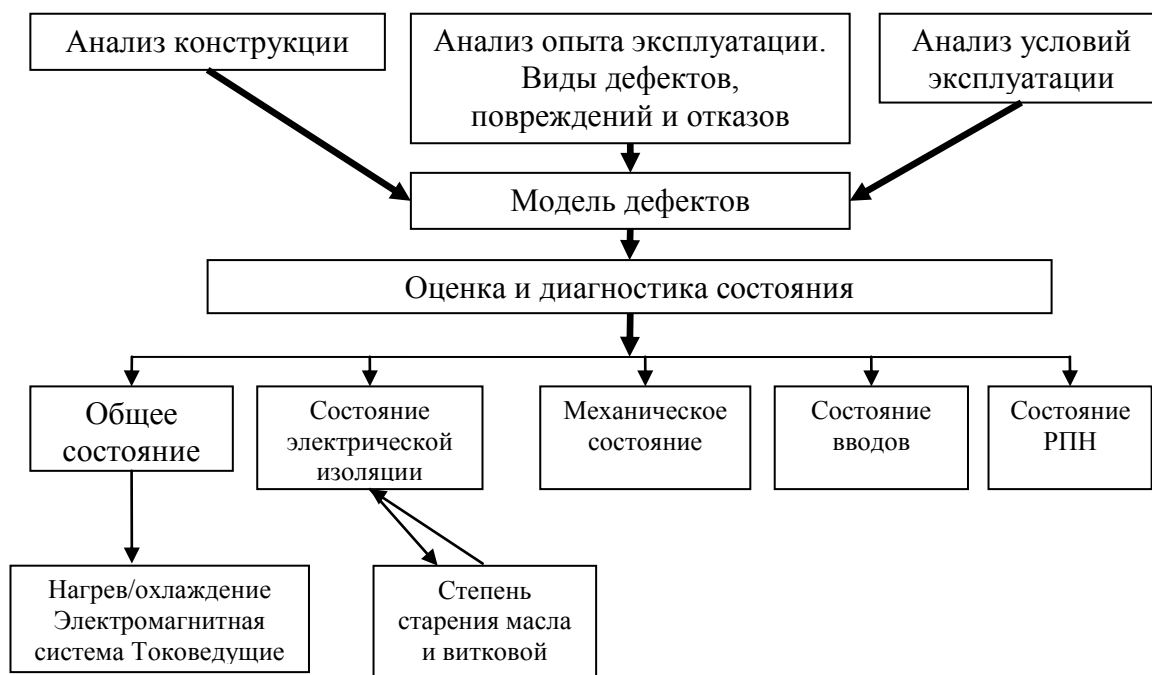 Анализ конструкции
Анализ опыта эксплуатации.
Виды дефектов,
повреждений и отказов
Анализ условий
эксплуатации
Модель дефектов
Оценка и диагностика состояния
Общее
состояние
Состояние
электрической
изоляции
Механическое
состояние
Состояние
вводов
Состояние
РПН
Нагрев/охлаждение
Электромагнитная
система Токоведущие
Степень
старения масла
и витковой